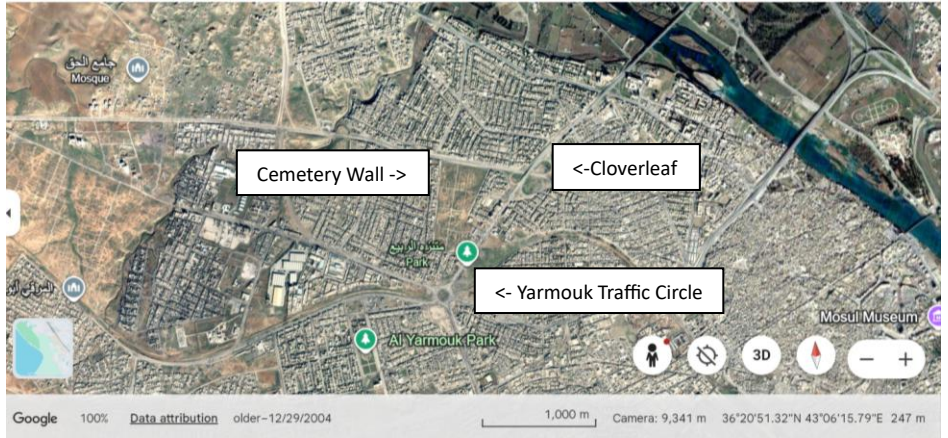 جامع الحق
Mosque
Cemetery Wall ->
<-Cloverleaf
متنزه الربيع
Park
<- Yarmouk Traffic Circle
Mosul Museum
Al Yarmouk Park
3D
Google 100% Data attribution older–12/29/2004 1,000 m Camera: 9,341 m 36°20'51.32"N 43°06'15.79"E 247 m